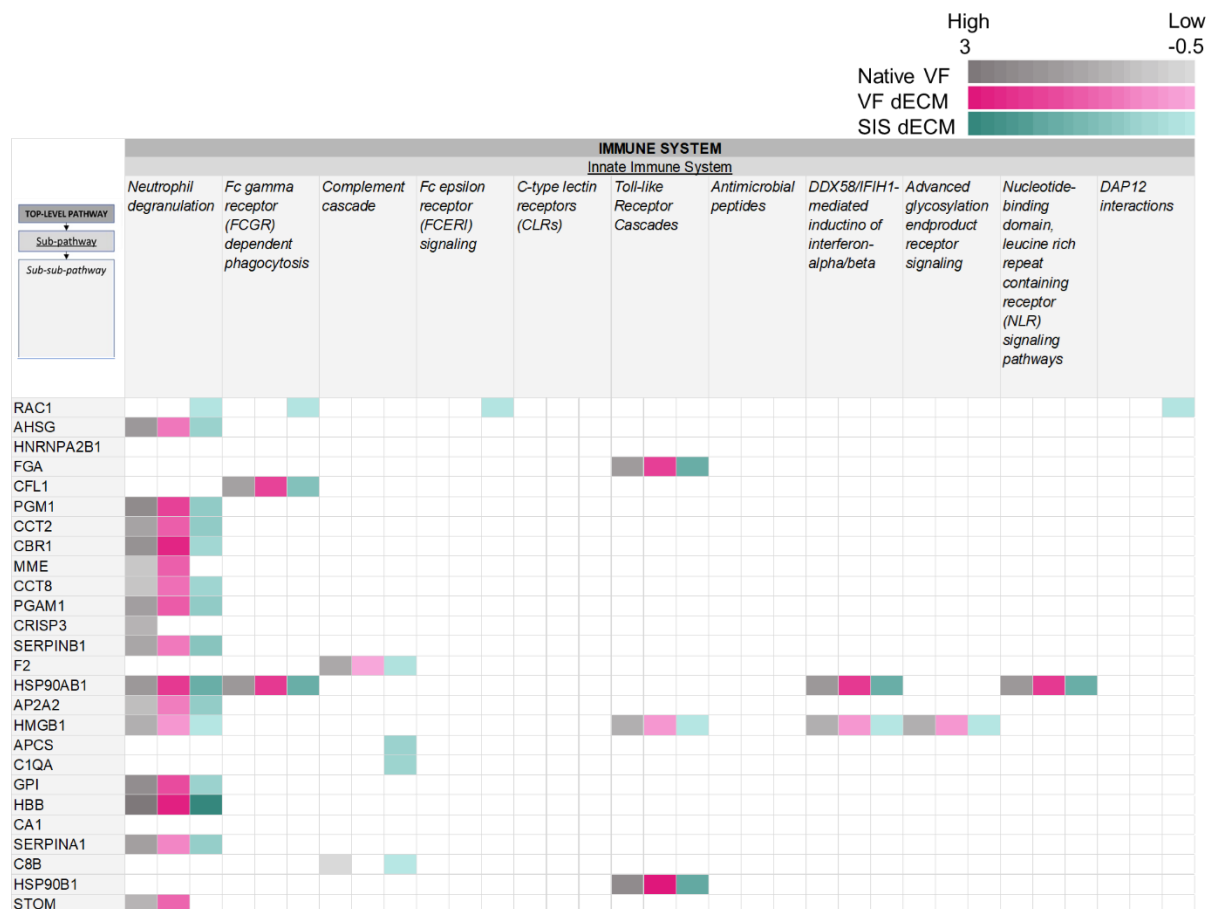 High Low
3 -0.5
Native VF
VF dECM
SIS dECM
IMMUNE SYSTEM
Innate Immune System
TOP-LEVEL PATHWAY
Sub-pathway
Sub-sub-pathway
Neutrophil
degranulation
Fc gamma
receptor
(FCGR)
dependent
phagocytosis
Complement
cascade
Fc epsilon
receptor
(FCERI)
signaling
C-type lectin
receptors
(CLRs)
Toll-like
Receptor
Cascades
Antimicrobial
peptides
DDX58/IFIH1-
mediated
inductino of
interferon-
alpha/beta
Advanced
glycosylation
endproduct
receptor
signaling
Nucleotide-
binding
domain,
leucine rich
repeat
containing
receptor
(NLR)
signaling
pathways
DAP12
interactions
RAC1
AHSG
HNRNPA2B1
FGA
CFL1
PGM1
CCT2
CBR1
MME
CCT8
PGAM1
CRISP3
SERPINB1
F2
HSP90AB1
AP2A2
HMGB1
APCS
C1QA
GPI
HBB
CA1
SERPINA1
C8B
HSP90B1
STOM